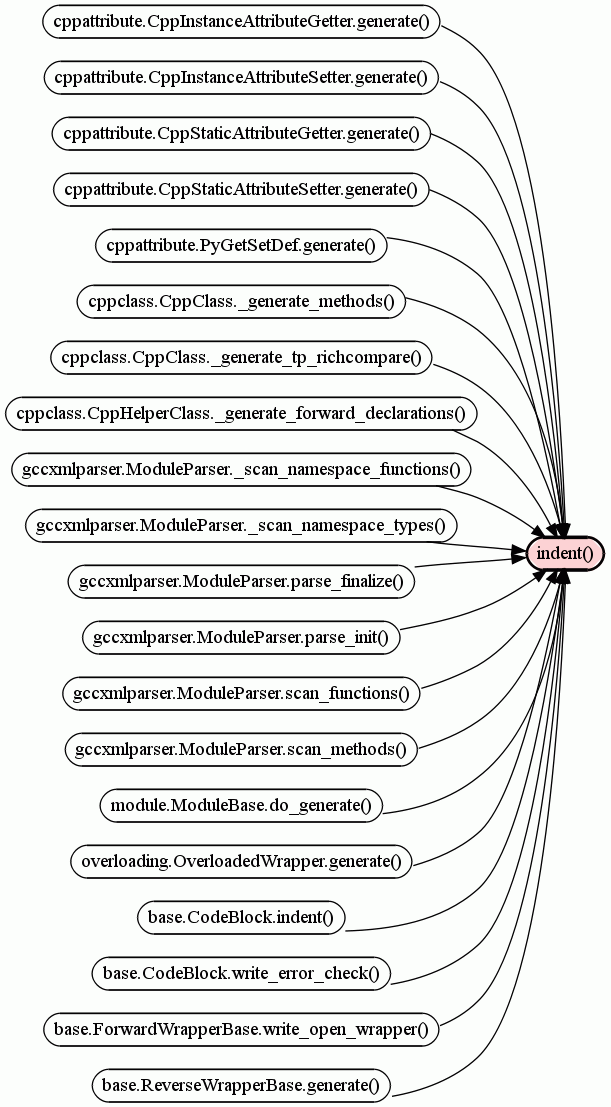 cppattribute.CppInstanceAttributeGetter.generate()
cppattribute.CppInstanceAttributeSetter.generate()
cppattribute.CppStaticAttributeGetter.generate()
cppattribute.CppStaticAttributeSetter.generate()
cppattribute.PyGetSetDef.generate()
cppclass.CppClass._generate_methods()
cppclass.CppClass._generate_tp_richcompare()
cppclass.CppHelperClass._generate_forward_declarations()
gccxmlparser.ModuleParser._scan_namespace_functions()
gccxmlparser.ModuleParser._scan_namespace_types()
indent()
gccxmlparser.ModuleParser.parse_finalize()
gccxmlparser.ModuleParser.parse_init()
gccxmlparser.ModuleParser.scan_functions()
gccxmlparser.ModuleParser.scan_methods()
module.ModuleBase.do_generate()
overloading.OverloadedWrapper.generate()
base.CodeBlock.indent()
base.CodeBlock.write_error_check()
base.ForwardWrapperBase.write_open_wrapper()
base.ReverseWrapperBase.generate()